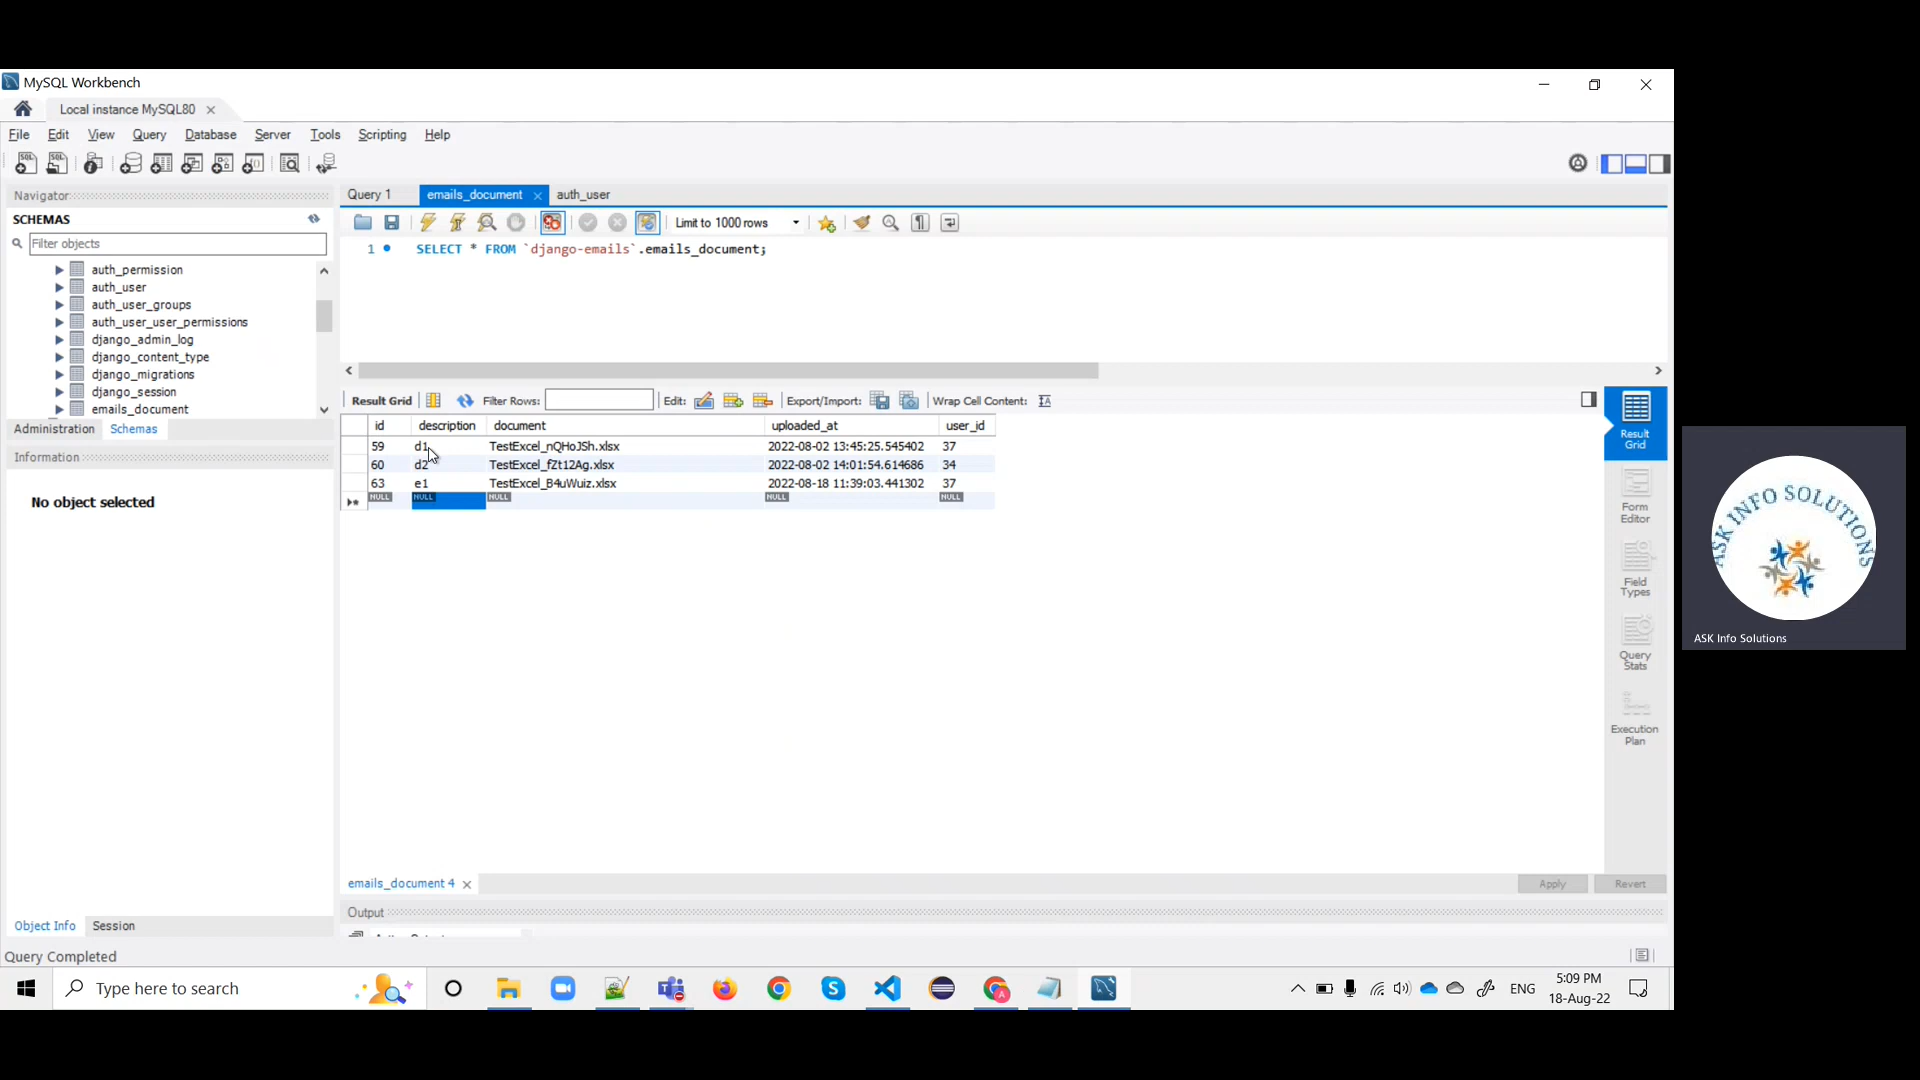 MySQL Workbench
Local instance MySQL80
File Edit View Query Database Server Tools Scripting Help
Navigator
SCHEMAS
Filter objects
auth_permission
auth_user
auth_user_groups
auth_user_user_permissions
django_admin_log
django_content_type
django_migrations
django_session
emails_document
Administration Schemas
Information
No object selected
Object Info Session
Query Completed
Query 1 emails_document auth_user
Limit to 1000 rows
1 SELECT * FROM `django-emails`.emails_document;
Result Grid Filter Rows: Edit: Export/Import: Wrap Cell Content:
id description document uploaded_at user_id
59 d1 TestExcel_nQHoJSh.xlsx 2022-08-02 13:45:25.545402 37
60 d2 TestExcel_fZt12Ag.xlsx 2022-08-02 14:01:54.614686 34
63 e1 TestExcel_B4uWuiz.xlsx 2022-08-18 11:39:03.441302 37
NULL NULL NULL NULL NULL
Result
Grid
Form
Editor
Field
Types
Query
Stats
Execution
Plan
emails_document 4
Apply Revert
Output
Type here to search
ENG
5:09 PM
18-Aug-22
ASK INFO SOLUTIONS
ASK Info Solutions